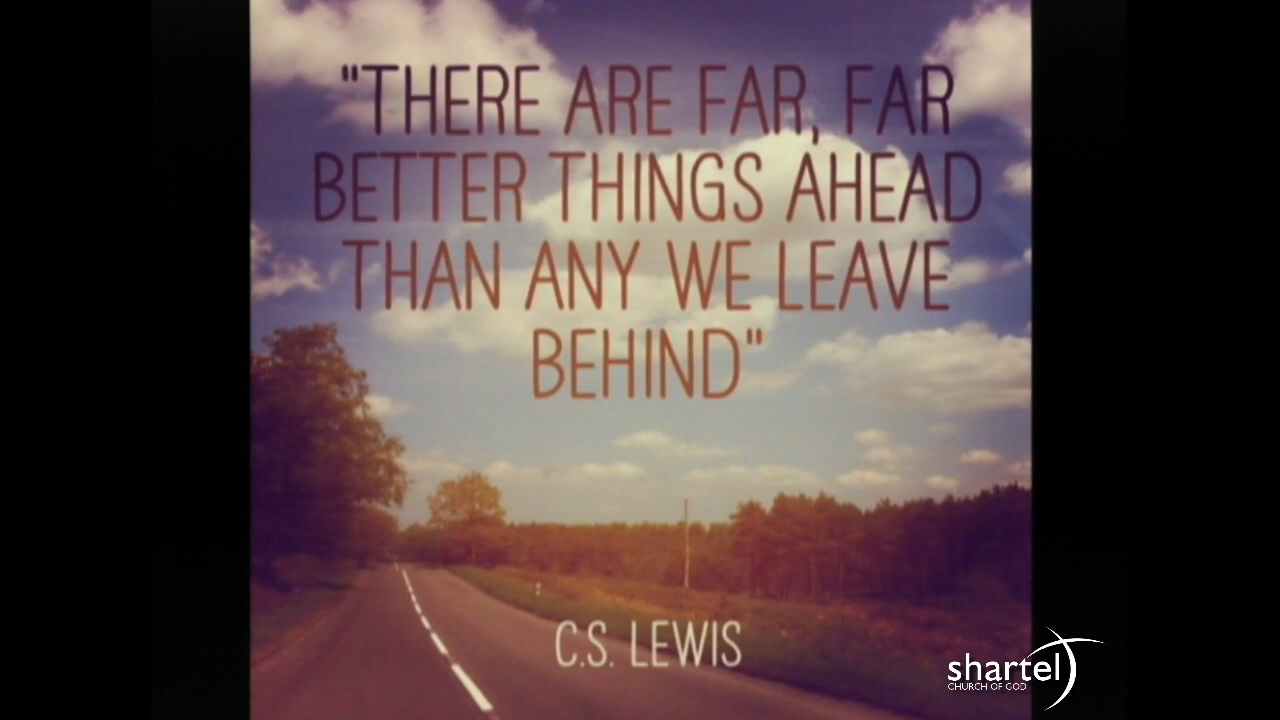 "THERE ARE FAR, FAR
BETTER THINGS AHEAD
THAN ANY WE LEAVE
BEHIND"
C.S. LEWIS
shartel
CHURCH OF GOD